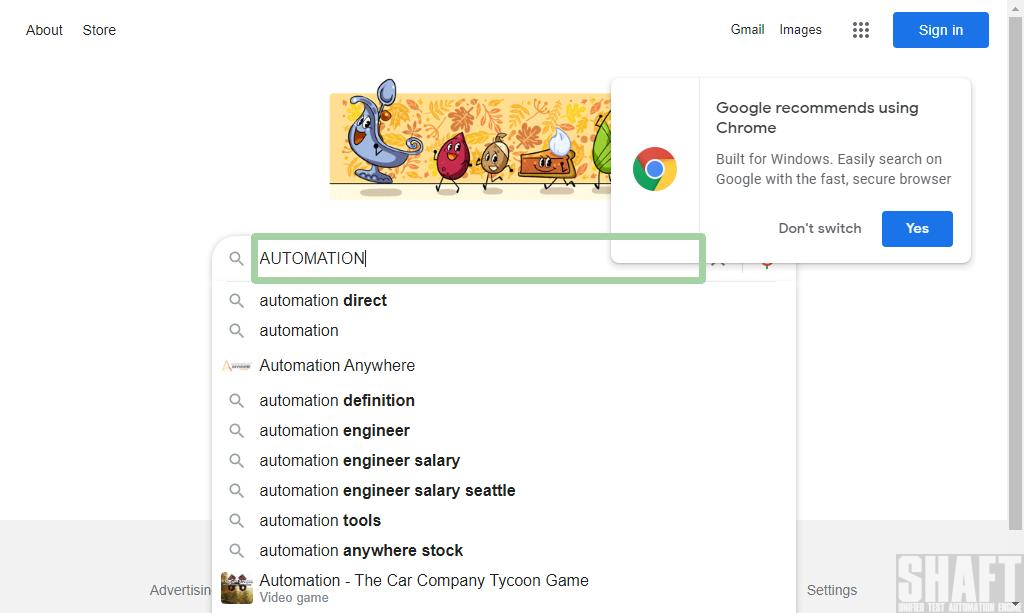 About Store
Gmail Images
Sign in
Google recommends using
Chrome
Built for Windows. Easily search on
Google with the fast, secure browser
Don't switch
Yes
AUTOMATION
automation direct
automation
Automation Anywhere
automation definition
automation engineer
automation engineer salary
automation engineer salary seattle
automation tools
automation anywhere stock
Automation - The Car Company Tycoon Game
Video game
Settings
SHAFT
UNIFIED TEST AUTOMATION